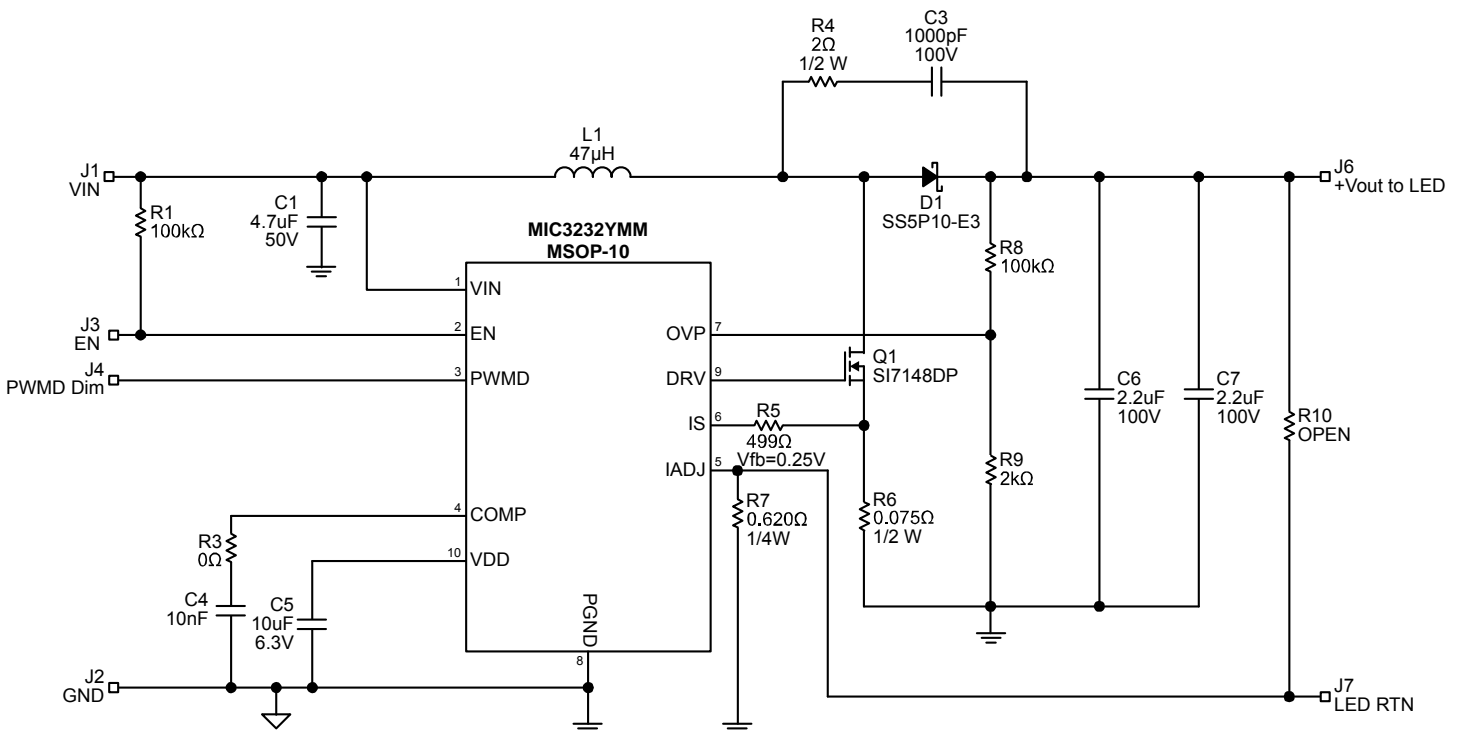 R4
2Ω
1/2 W
C3
1000pF
100V
L1
47µH
J1
VIN
R1
100kΩ
C1
4.7uF
50V
D1
SS5P10-E3
J6
+Vout to LED
MIC3232YMM
MSOP-10
R8
100kΩ
1
VIN
J3
EN
2
EN
OVP
7
J4
PWMD Dim
3
PWMD
DRV
9
Q1
SI7148DP
C6
2.2uF
100V
C7
2.2uF
100V
R10
OPEN
IS
6
R5
499Ω
Vfb=0.25V
IADJ
5
R9
2kΩ
R7
0.620Ω
1/4W
R6
0.075Ω
1/2 W
4
COMP
R3
0Ω
10
VDD
C4
10nF
C5
10uF
6.3V
PGND
8
J2
GND
J7
LED RTN